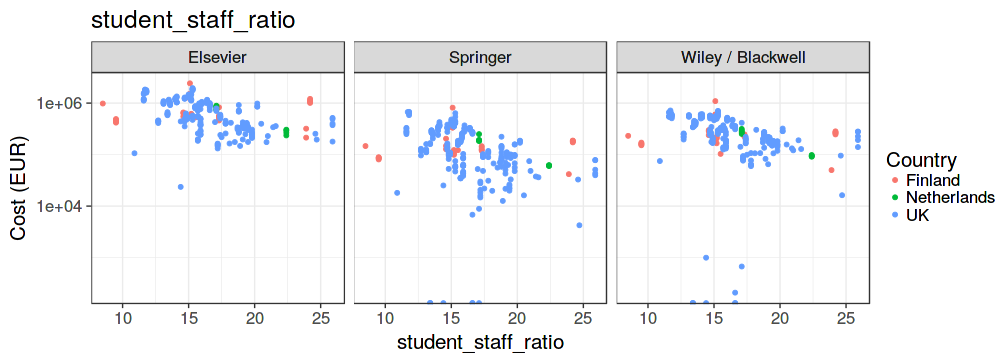 student_staff_ratio
Elsevier
Springer
Wiley / Blackwell
Cost (EUR)
1e+06
1e+04
10 15 20 25
10 15 20 25
10 15 20 25
student_staff_ratio
Country
Finland
Netherlands
UK